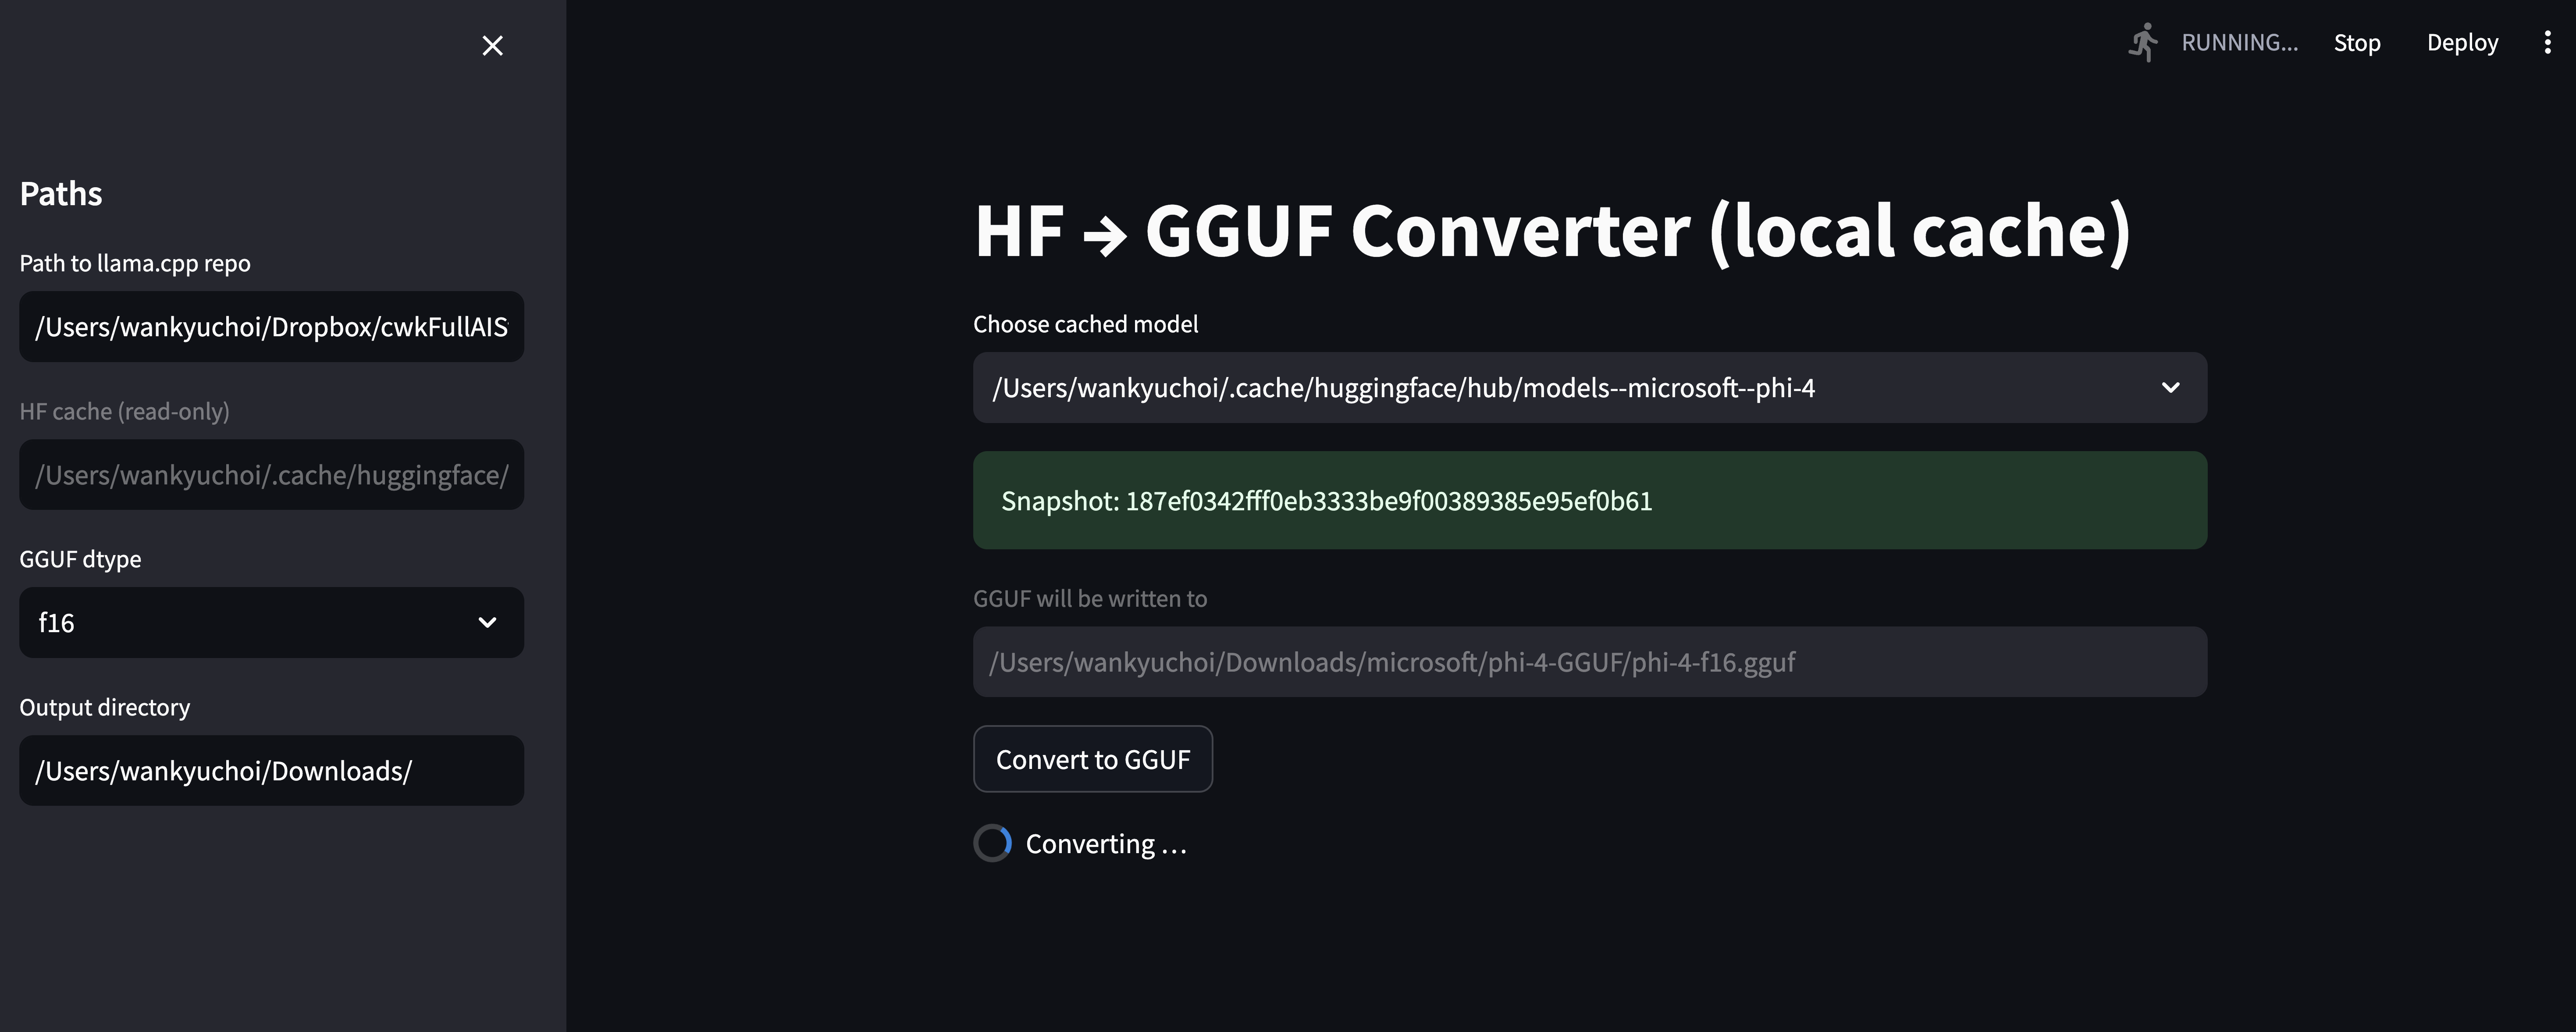 RUNNING...
Stop
Deploy
Paths
Path to llama.cpp repo
/Users/wankyuchoi/Dropbox/cwkFullAIS
HF cache (read-only)
/Users/wankyuchoi/.cache/huggingface/
GGUF dtype
f16
Output directory
/Users/wankyuchoi/Downloads/
HF → GGUF Converter (local cache)
Choose cached model
/Users/wankyuchoi/.cache/huggingface/hub/models--microsoft--phi-4
Snapshot: 187ef0342fff0eb3333be9f00389385e95ef0b61
GGUF will be written to
/Users/wankyuchoi/Downloads/microsoft/phi-4-GGUF/phi-4-f16.gguf
Convert to GGUF
Converting ...